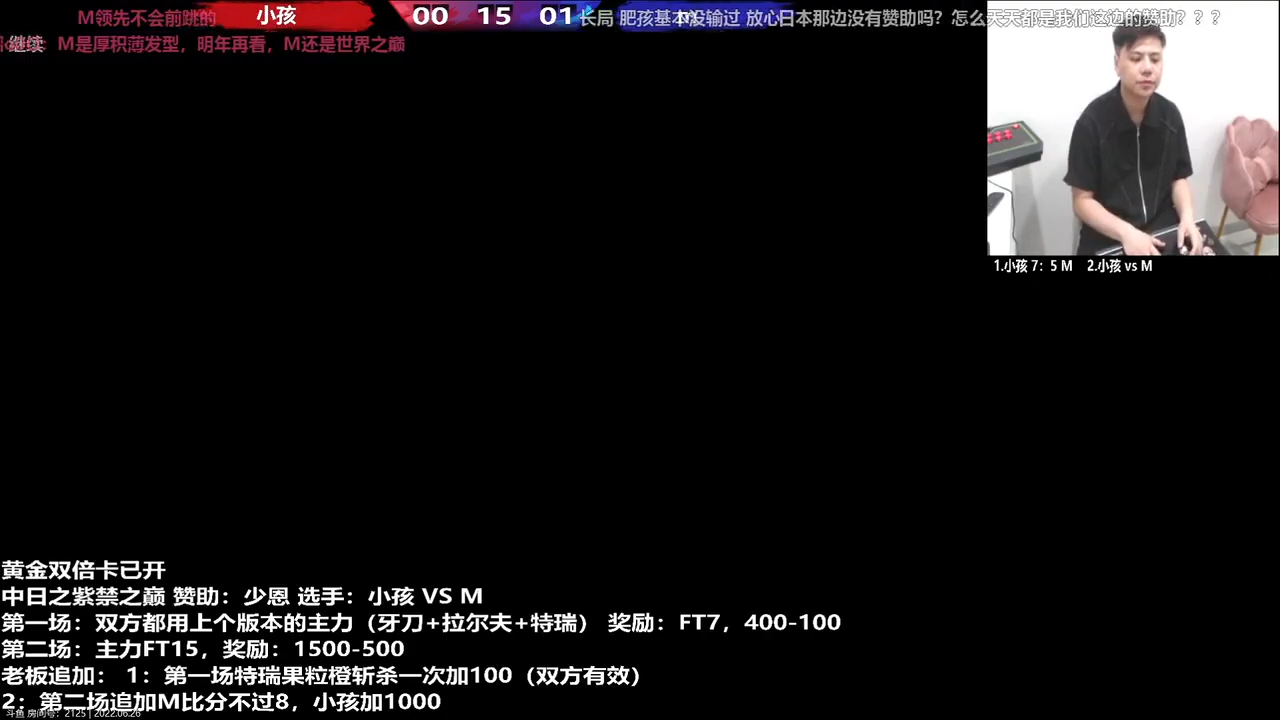 M领先不会前跳的
小孩
00 15 01
长局 肥孩基本没输过 放心日本那边没有赞助吗？怎么天天都是我们这边的赞助？？？
继续
M是厚积薄发型，明年再看，M还是世界之巅
1.小孩 7：5 M 2.小孩 vs M
黄金双倍卡已开
中日之紫禁之巅 赞助：少恩 选手：小孩 VS M
第一场：双方都用上个版本的主力（牙刀+拉尔夫+特瑞） 奖励：FT7，400-100
第二场：主力FT15，奖励：1500-500
老板追加： 1：第一场特瑞果粒橙斩杀一次加100（双方有效）
2：第二场追加M比分不过8，小孩加1000
斗鱼 房间号：2125 | 2022.06.26